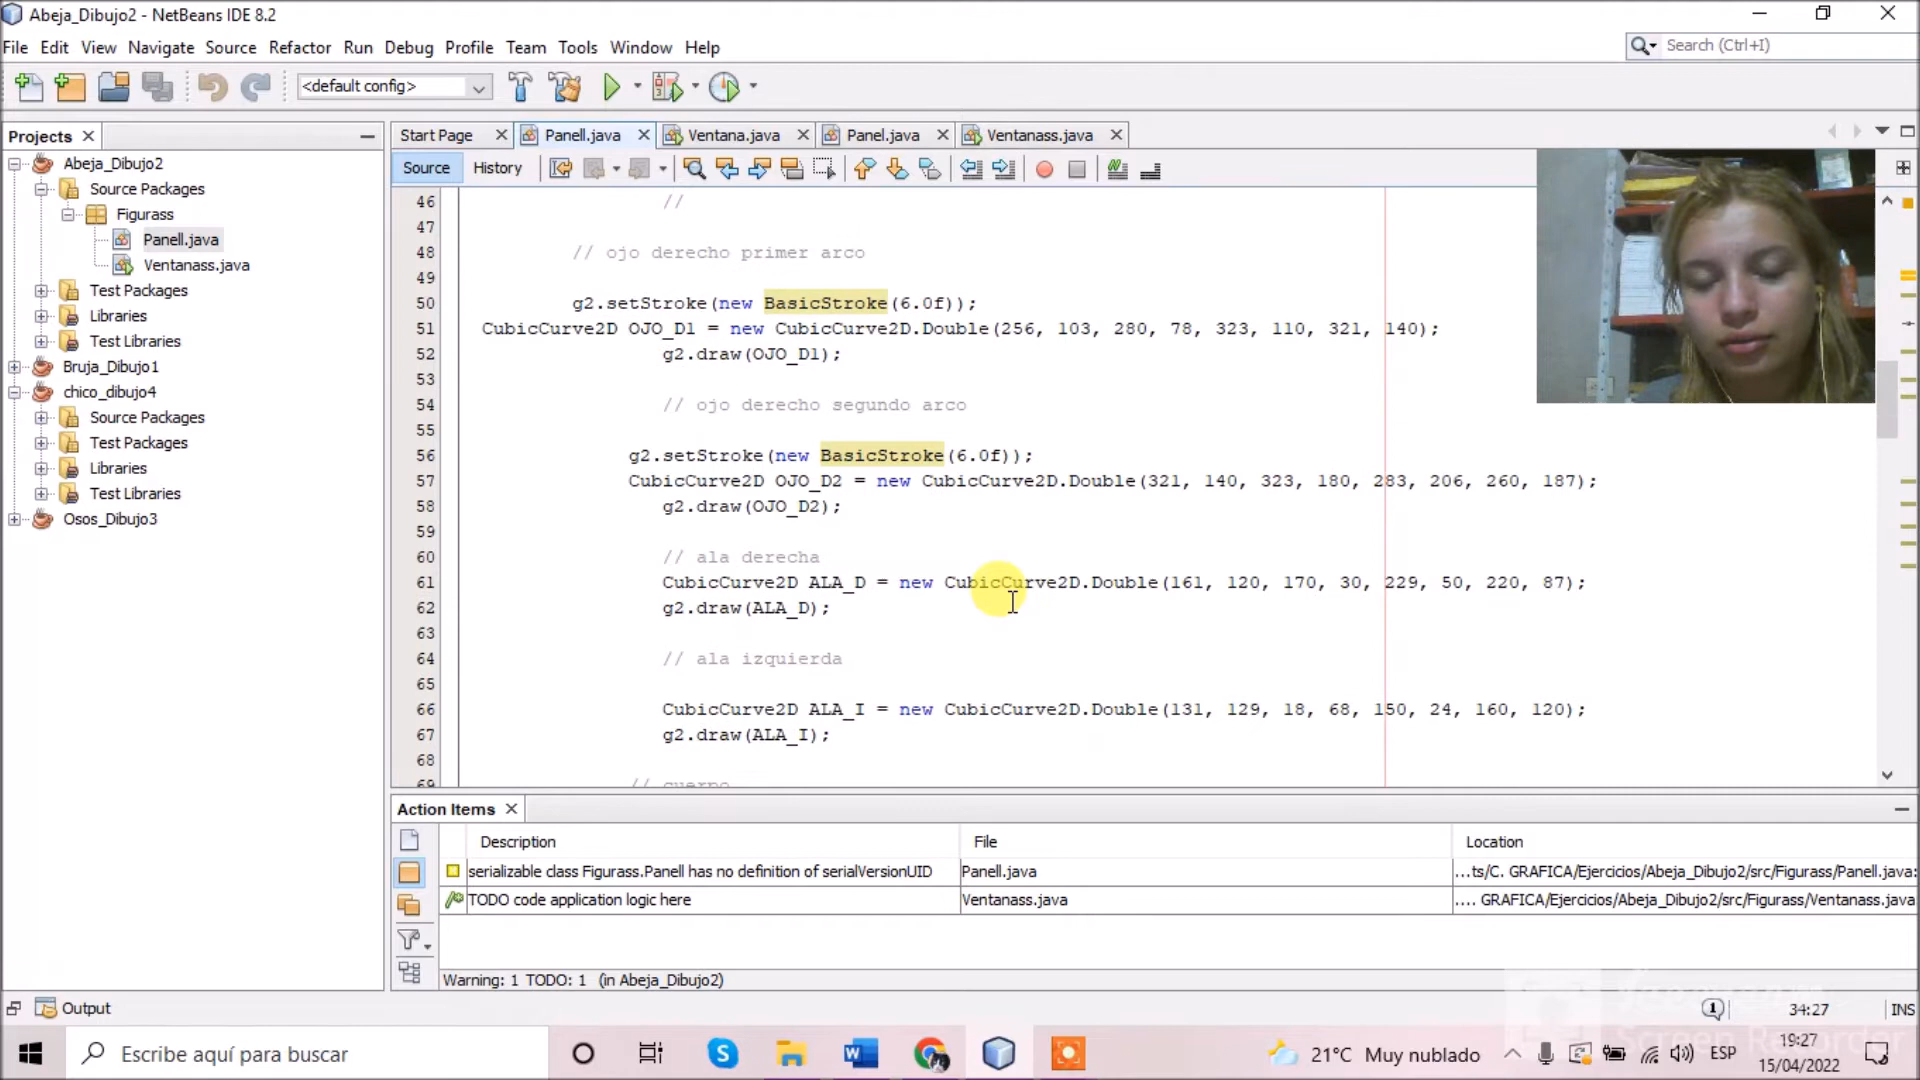 Abeja_Dibujo2 - NetBeans IDE 8.2
File Edit View Navigate Source Refactor Run Debug Profile Team Tools Window Help
Search (Ctrl+I)
<default config>
Projects
Abeja_Dibujo2
Source Packages
Figurass
Panell.java
Ventanass.java
Test Packages
Libraries
Test Libraries
Bruja_Dibujo1
chico_dibujo4
Source Packages
Test Packages
Libraries
Test Libraries
Osos_Dibujo3
Start Page Panell.java Ventana.java Panel.java Ventanass.java
Source History
46 //
47
48 // ojo derecho primer arco
49
50 g2.setStroke(new BasicStroke(6.0f));
51 CubicCurve2D OJO_D1 = new CubicCurve2D.Double(256, 103, 280, 78, 323, 110, 321, 140);
52 g2.draw(OJO_D1);
53
54 // ojo derecho segundo arco
55
56 g2.setStroke(new BasicStroke(6.0f));
57 CubicCurve2D OJO_D2 = new CubicCurve2D.Double(321, 140, 323, 180, 283, 206, 260, 187);
58 g2.draw(OJO_D2);
59
60 // ala derecha
61 CubicCurve2D ALA_D = new CubicCurve2D.Double(161, 120, 170, 30, 229, 50, 220, 87);
62 g2.draw(ALA_D);
63
64 // ala izquierda
65
66 CubicCurve2D ALA_I = new CubicCurve2D.Double(131, 129, 18, 68, 150, 24, 160, 120);
67 g2.draw(ALA_I);
68
69 // cuerpo
Action Items
Description File Location
serializable class Figurass.Panell has no definition of serialVersionUID Panell.java ...ts/C. GRAFICA/Ejercicios/Abeja_Dibujo2/src/Figurass/Panell.java:
TODO code application logic here Ventanass.java .... GRAFICA/Ejercicios/Abeja_Dibujo2/src/Figurass/Ventanass.java
Warning: 1 TODO: 1 (in Abeja_Dibujo2)
Output
1 34:27 INS
Screen Recorder
Escribe aquí para buscar
21°C Muy nublado
ESP
19:27
15/04/2022